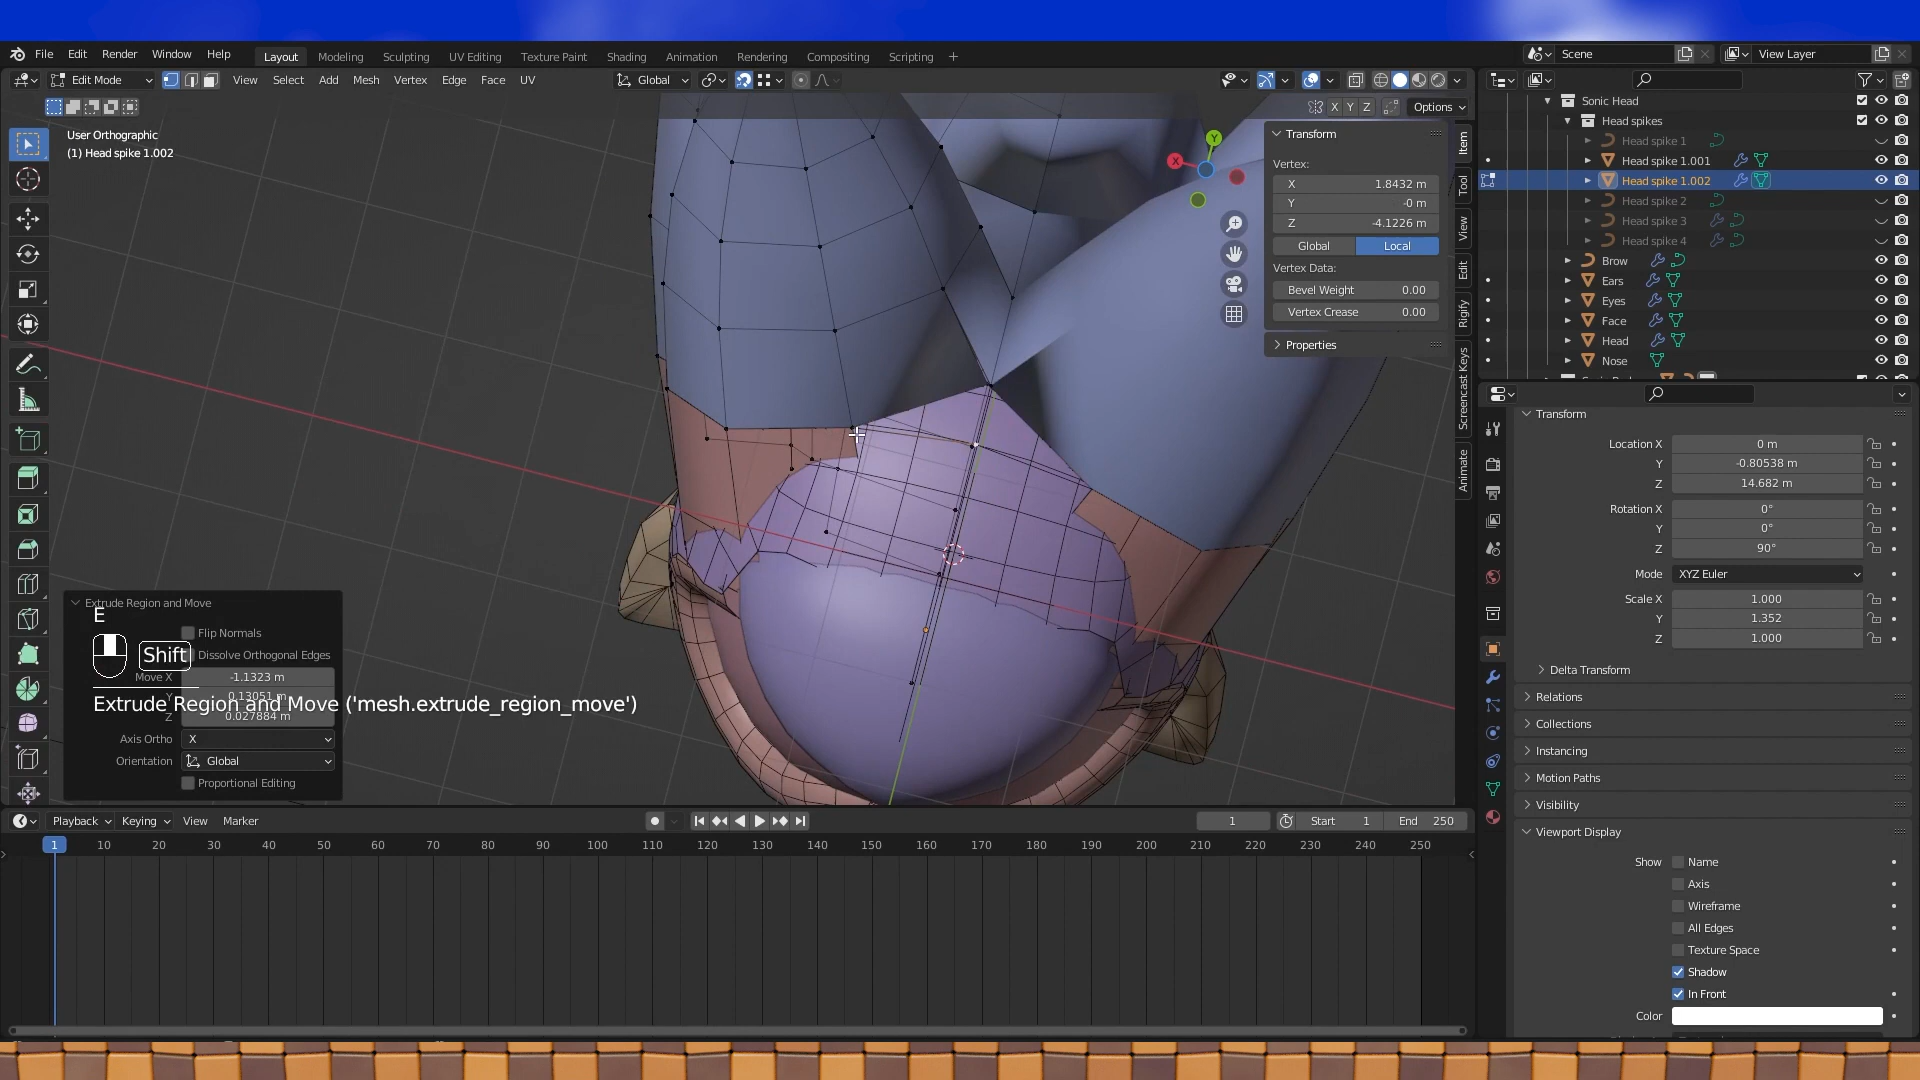 File Edit Render Window Help Layout Modeling Sculpting UV Editing Texture Paint Shading Animation Rendering Compositing Scripting + Scene View Layer
Edit Mode View Select Add Mesh Vertex Edge Face UV Global
X Y Z Options
User Orthographic
(1) Head spike 1.002
Y
X
Transform
Vertex:
X 1.8432 m
Y -0 m
Z -4.1226 m
Global Local
Vertex Data:
Bevel Weight 0.00
Vertex Crease 0.00
Properties
Item
Tool
View
Edit
Rigify
Screencast Keys
Animate
Sonic Head
Head spikes
Head spike 1
Head spike 1.001
Head spike 1.002
Head spike 2
Head spike 3
Head spike 4
Brow
Ears
Eyes
Face
Head
Nose
Transform
Location X 0 m
Y -0.80538 m
Z 14.682 m
Rotation X 0°
Y 0°
Z 90°
Mode XYZ Euler
Scale X 1.000
Y 1.352
Z 1.000
Delta Transform
Relations
Collections
Instancing
Motion Paths
Visibility
Viewport Display
Show Name
Axis
Wireframe
All Edges
Texture Space
Shadow
In Front
Color
Extrude Region and Move
E
Flip Normals
Shift Dissolve Orthogonal Edges
Move X -1.1323 m
Y 0.13051 m
Extrude Region and Move ('mesh.extrude_region_move')
Z 0.027884 m
Axis Ortho X
Orientation Global
Proportional Editing
Playback Keying View Marker 1 Start 1 End 250
1 10 20 30 40 50 60 70 80 90 100 110 120 130 140 150 160 170 180 190 200 210 220 230 240 250